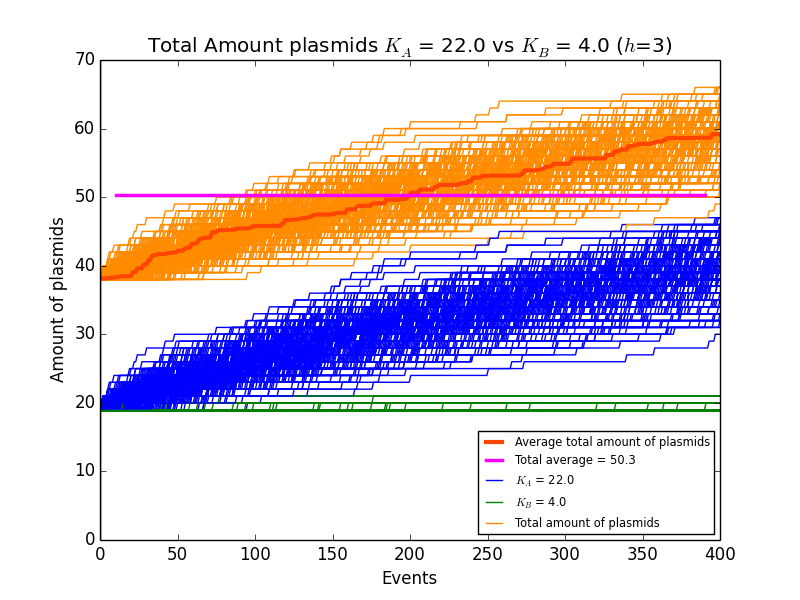 Total Amount plasmids K_A = 22.0 vs K_B = 4.0 (h=3)
70
60
50
40
30
20
10
0
Amount of plasmids
Average total amount of plasmids
Total average = 50.3
K_A = 22.0
K_B = 4.0
Total amount of plasmids
0 50 100 150 200 250 300 350 400
Events